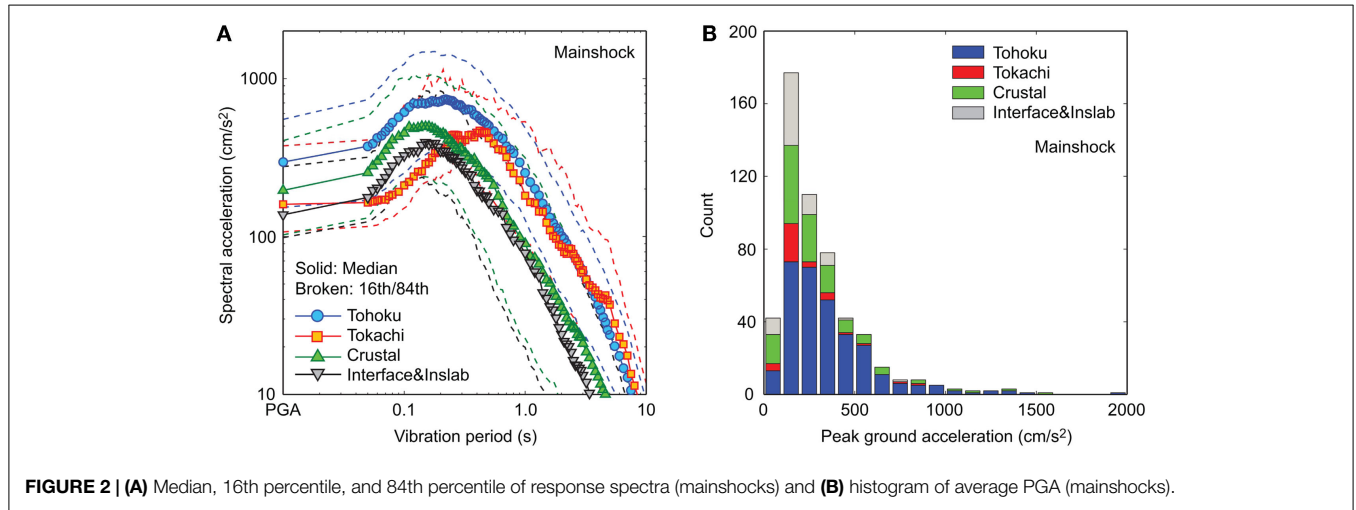 A
Mainshock
1000
100
10
Spectral acceleration (cm/s²)
Solid: Median
Broken: 16th/84th
Tohoku
Tokachi
Crustal
Interface&Inslab
PGA
0.1
1.0
10
Vibration period (s)
B
200
160
120
80
40
0
Count
Tohoku
Tokachi
Crustal
Interface&Inslab
Mainshock
0
500
1000
1500
2000
Peak ground acceleration (cm/s²)
FIGURE 2 | (A) Median, 16th percentile, and 84th percentile of response spectra (mainshocks) and (B) histogram of average PGA (mainshocks).